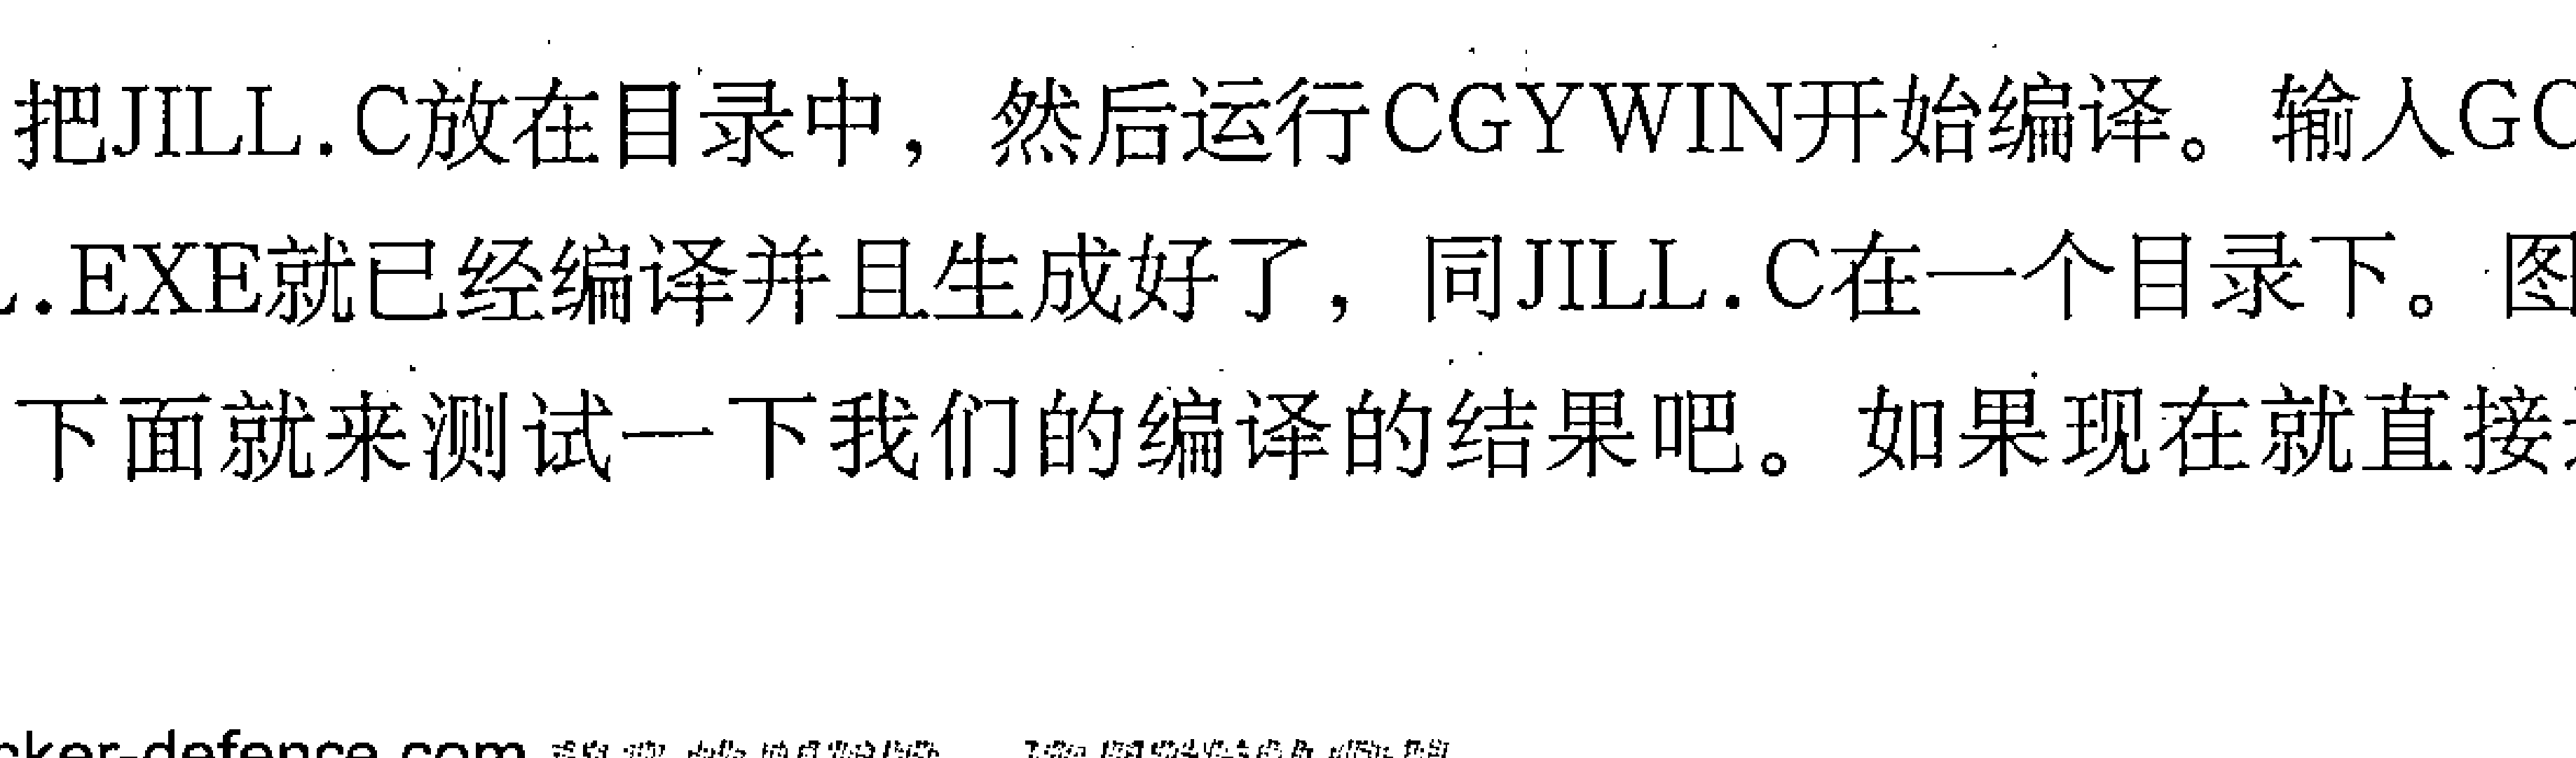 把JILL.C放在目录中，然后运行CGYWIN开始编译。输入GC
.EXE就已经编译并且生成好了，同JILL.C在一个目录下。图
下面就来测试一下我们的编译的结果吧。如果现在就直接
cker-defence.com